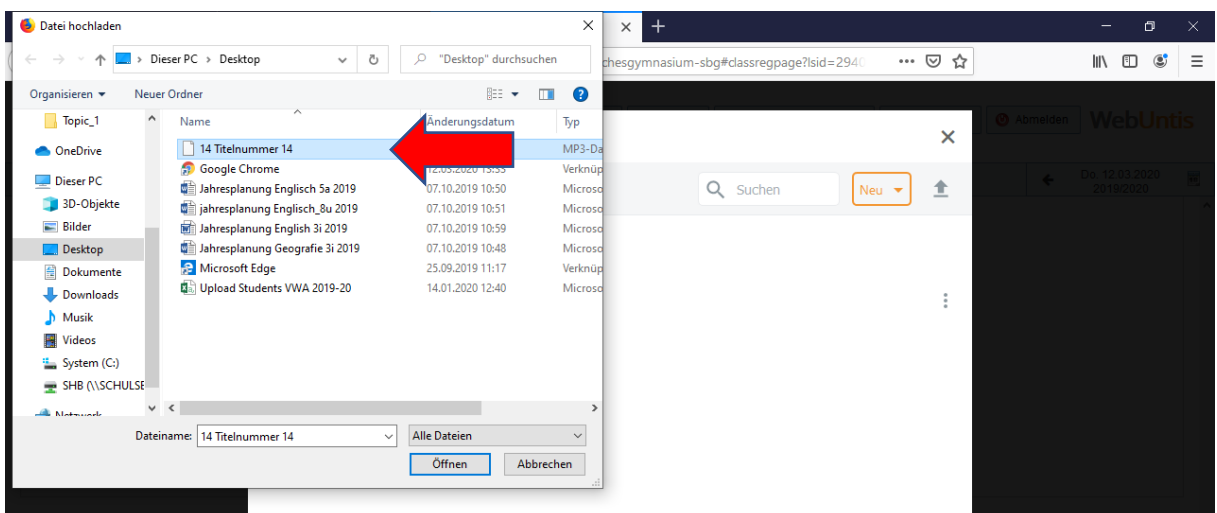 Datei hochladen
Dieser PC > Desktop
"Desktop" durchsuchen
chesgymnasium-sbg#classregpage?lsid=2940
Organisieren
Neuer Ordner
Abmelden
WebUntis
Topic_1
OneDrive
Dieser PC
3D-Objekte
Bilder
Desktop
Dokumente
Downloads
Musik
Videos
System (C:)
SHB (\\SCHULSE
Netzwerk
Name Änderungsdatum Typ
14 Titelnummer 14 MP3-Da
Google Chrome 12.03.2020 13:53 Verknüp
Jahresplanung Englisch 5a 2019 07.10.2019 10:50 Microso
jahresplanung Englisch_8u 2019 07.10.2019 10:51 Microso
Jahresplanung English 3i 2019 07.10.2019 10:59 Microso
Jahresplanung Geografie 3i 2019 07.10.2019 10:48 Microso
Microsoft Edge 25.09.2019 11:17 Verknüp
Upload Students VWA 2019-20 14.01.2020 12:40 Microso
Dateiname: 14 Titelnummer 14
Alle Dateien
Öffnen
Abbrechen
Suchen
Neu
Do. 12.03.2020
2019/2020